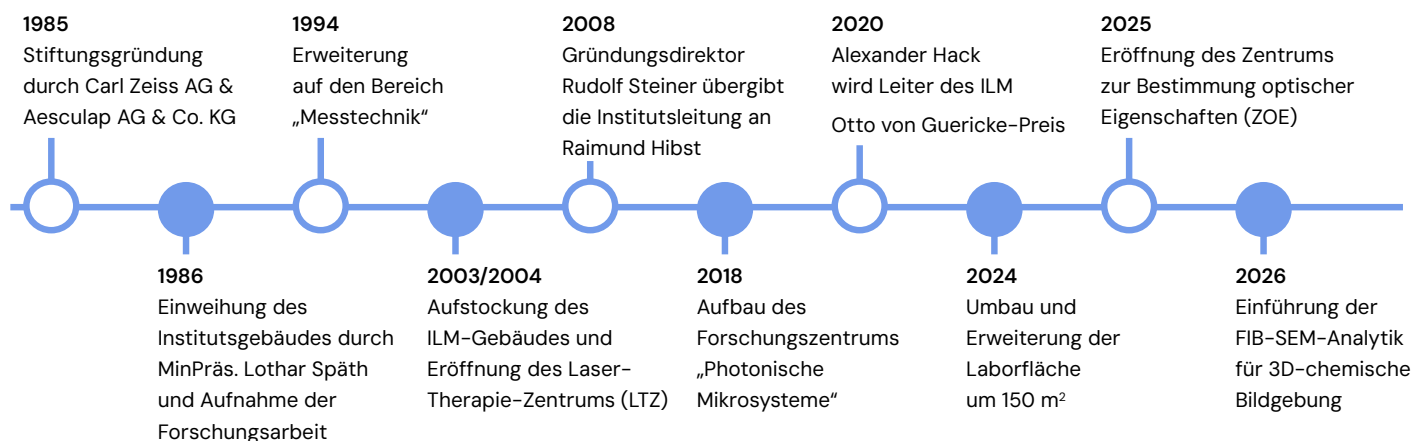 1985
Stiftungsgründung
durch Carl Zeiss AG &
Aesculap AG & Co. KG
1994
Erweiterung
auf den Bereich
„Messtechnik“
2008
Gründungsdirektor
Rudolf Steiner übergibt
die Institutsleitung an
Raimund Hibst
2020
Alexander Hack
wird Leiter des ILM
Otto von Guericke-Preis
2025
Eröffnung des Zentrums
zur Bestimmung optischer
Eigenschaften (ZOE)
1986
Einweihung des
Institutsgebäudes durch
MinPräs. Lothar Späth
und Aufnahme der
Forschungsarbeit
2003/2004
Aufstockung des
ILM-Gebäudes und
Eröffnung des Laser-
Therapie-Zentrums (LTZ)
2018
Aufbau des
Forschungszentrums
„Photonische
Mikrosysteme“
2024
Umbau und
Erweiterung der
Laborfläche
um 150 m²
2026
Einführung der
FIB-SEM-Analytik
für 3D-chemische
Bildgebung